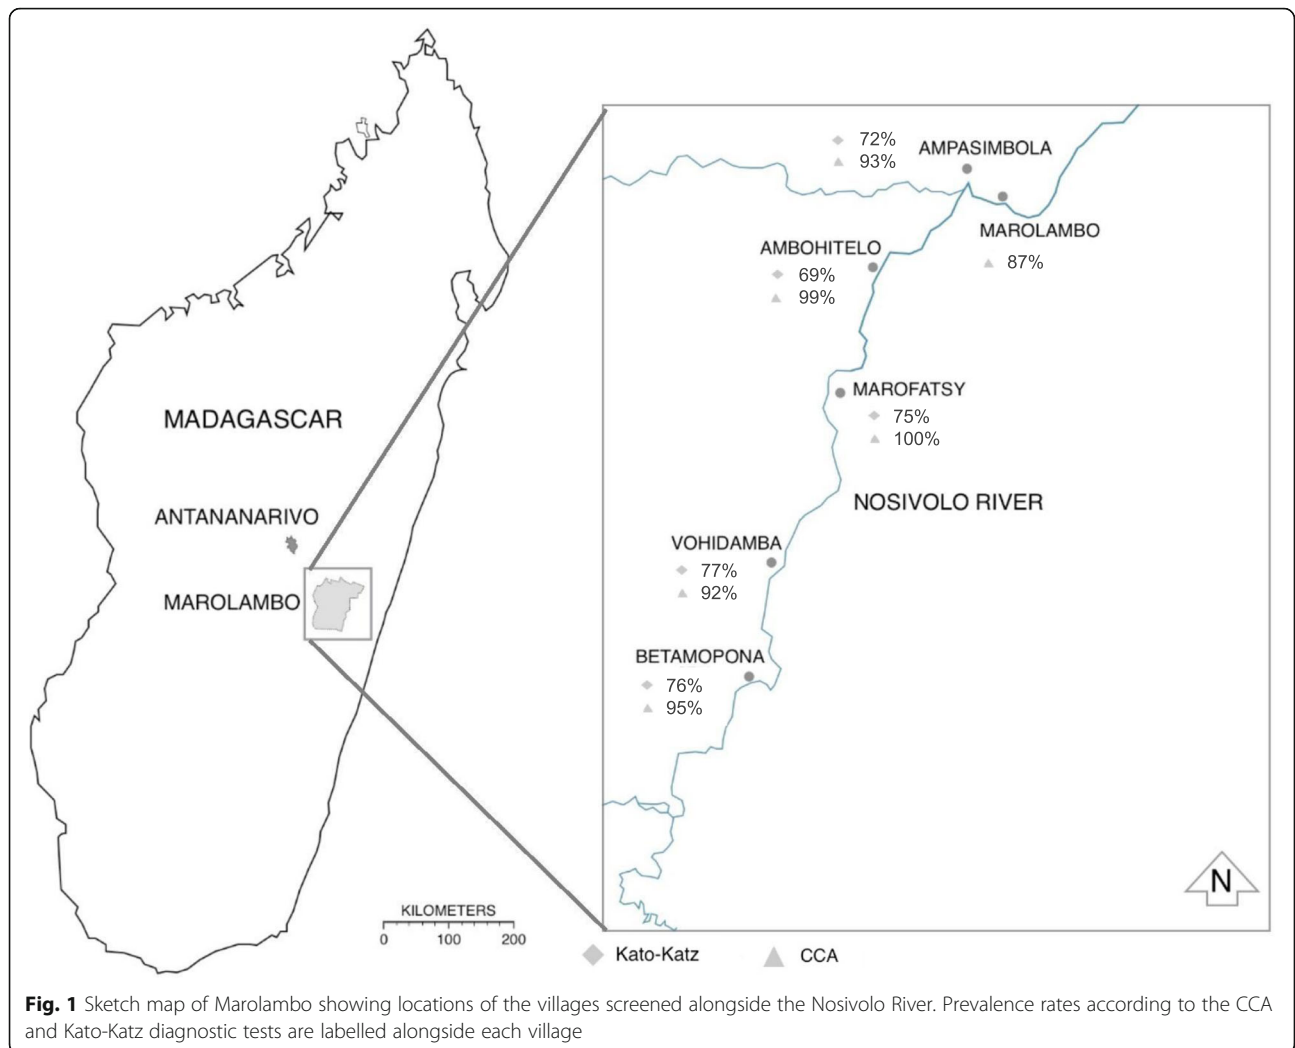 MADAGASCAR
ANTANANARIVO
MAROLAMBO
KILOMETERS
0 100 200
72%
93%
AMPASIMBOLA
MAROLAMBO
87%
AMBOHITELO
69%
99%
MAROFATSY
75%
100%
NOSIVOLO RIVER
VOHIDAMBA
77%
92%
BETAMOPONA
76%
95%
N
Kato-Katz CCA
Fig. 1 Sketch map of Marolambo showing locations of the villages screened alongside the Nosivolo River. Prevalence rates according to the CCA
and Kato-Katz diagnostic tests are labelled alongside each village